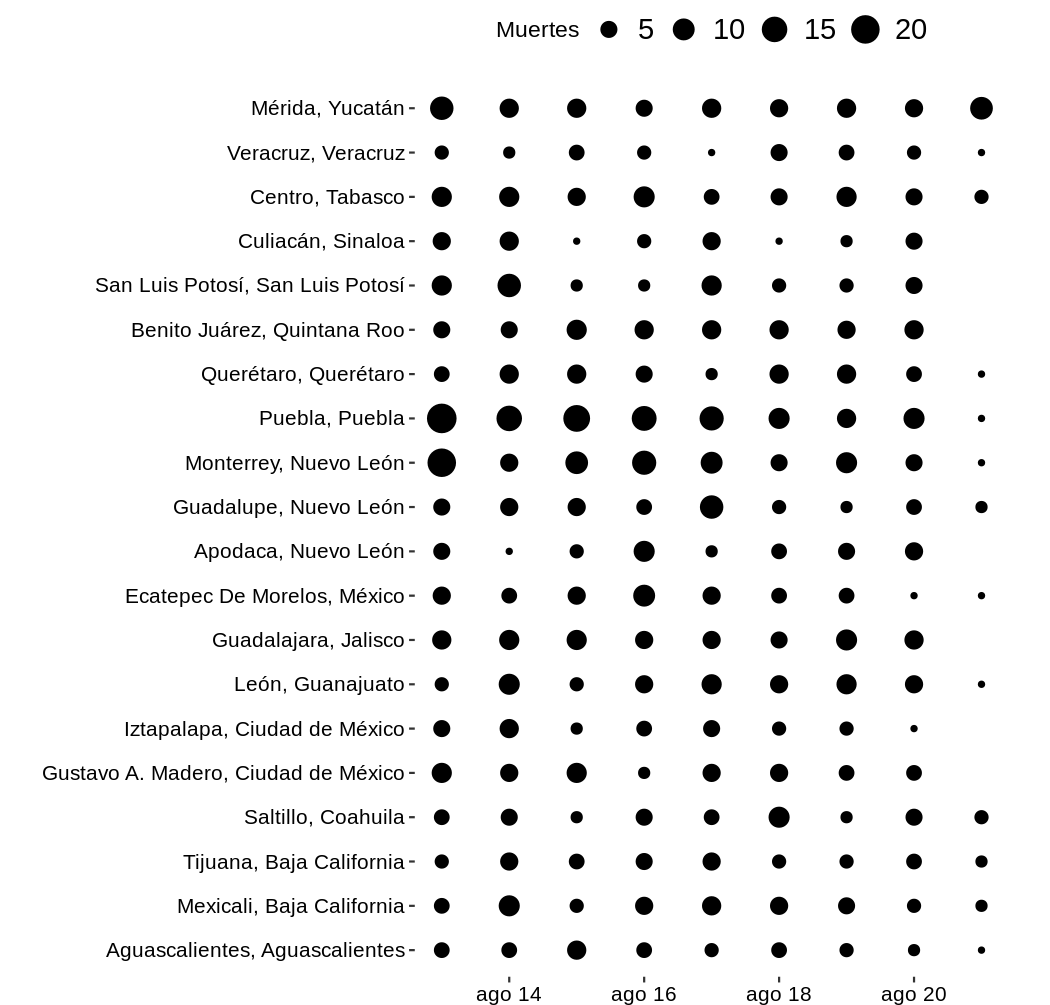 Muertes 5 10 15 20
Mérida, Yucatán
Veracruz, Veracruz
Centro, Tabasco
Culiacán, Sinaloa
San Luis Potosí, San Luis Potosí
Benito Juárez, Quintana Roo
Querétaro, Querétaro
Puebla, Puebla
Monterrey, Nuevo León
Guadalupe, Nuevo León
Apodaca, Nuevo León
Ecatepec De Morelos, México
Guadalajara, Jalisco
León, Guanajuato
Iztapalapa, Ciudad de México
Gustavo A. Madero, Ciudad de México
Saltillo, Coahuila
Tijuana, Baja California
Mexicali, Baja California
Aguascalientes, Aguascalientes
ago 14 ago 16 ago 18 ago 20